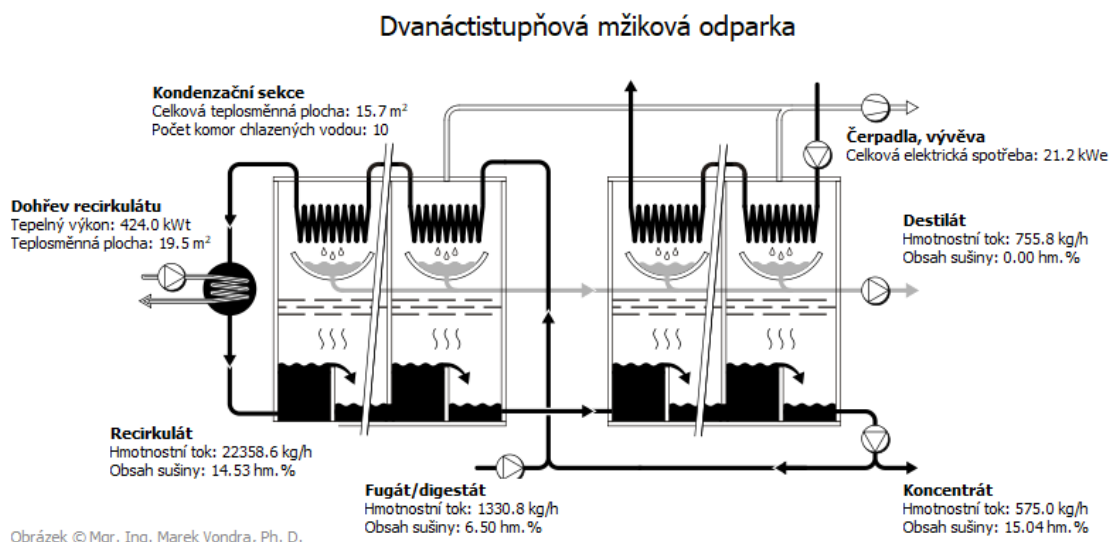 Dvanáctistupňová mžiková odparka
Kondenzační sekce
Celková teplosměnná plocha: 15.7 m²
Počet komor chlazených vodou: 10
Čerpadla, vývěva
Celková elektrická spotřeba: 21.2 kWe
Dohřev recirkulátu
Tepelný výkon: 424.0 kWt
Teplosměnná plocha: 19.5 m²
Destilát
Hmotnostní tok: 755.8 kg/h
Obsah sušiny: 0.00 hm.%
Recirkulát
Hmotnostní tok: 22358.6 kg/h
Obsah sušiny: 14.53 hm.%
Fugát/digestát
Hmotnostní tok: 1330.8 kg/h
Obsah sušiny: 6.50 hm.%
Koncentrát
Hmotnostní tok: 575.0 kg/h
Obsah sušiny: 15.04 hm.%
Obrázek © Mgr. Ing. Marek Vondra, Ph. D.